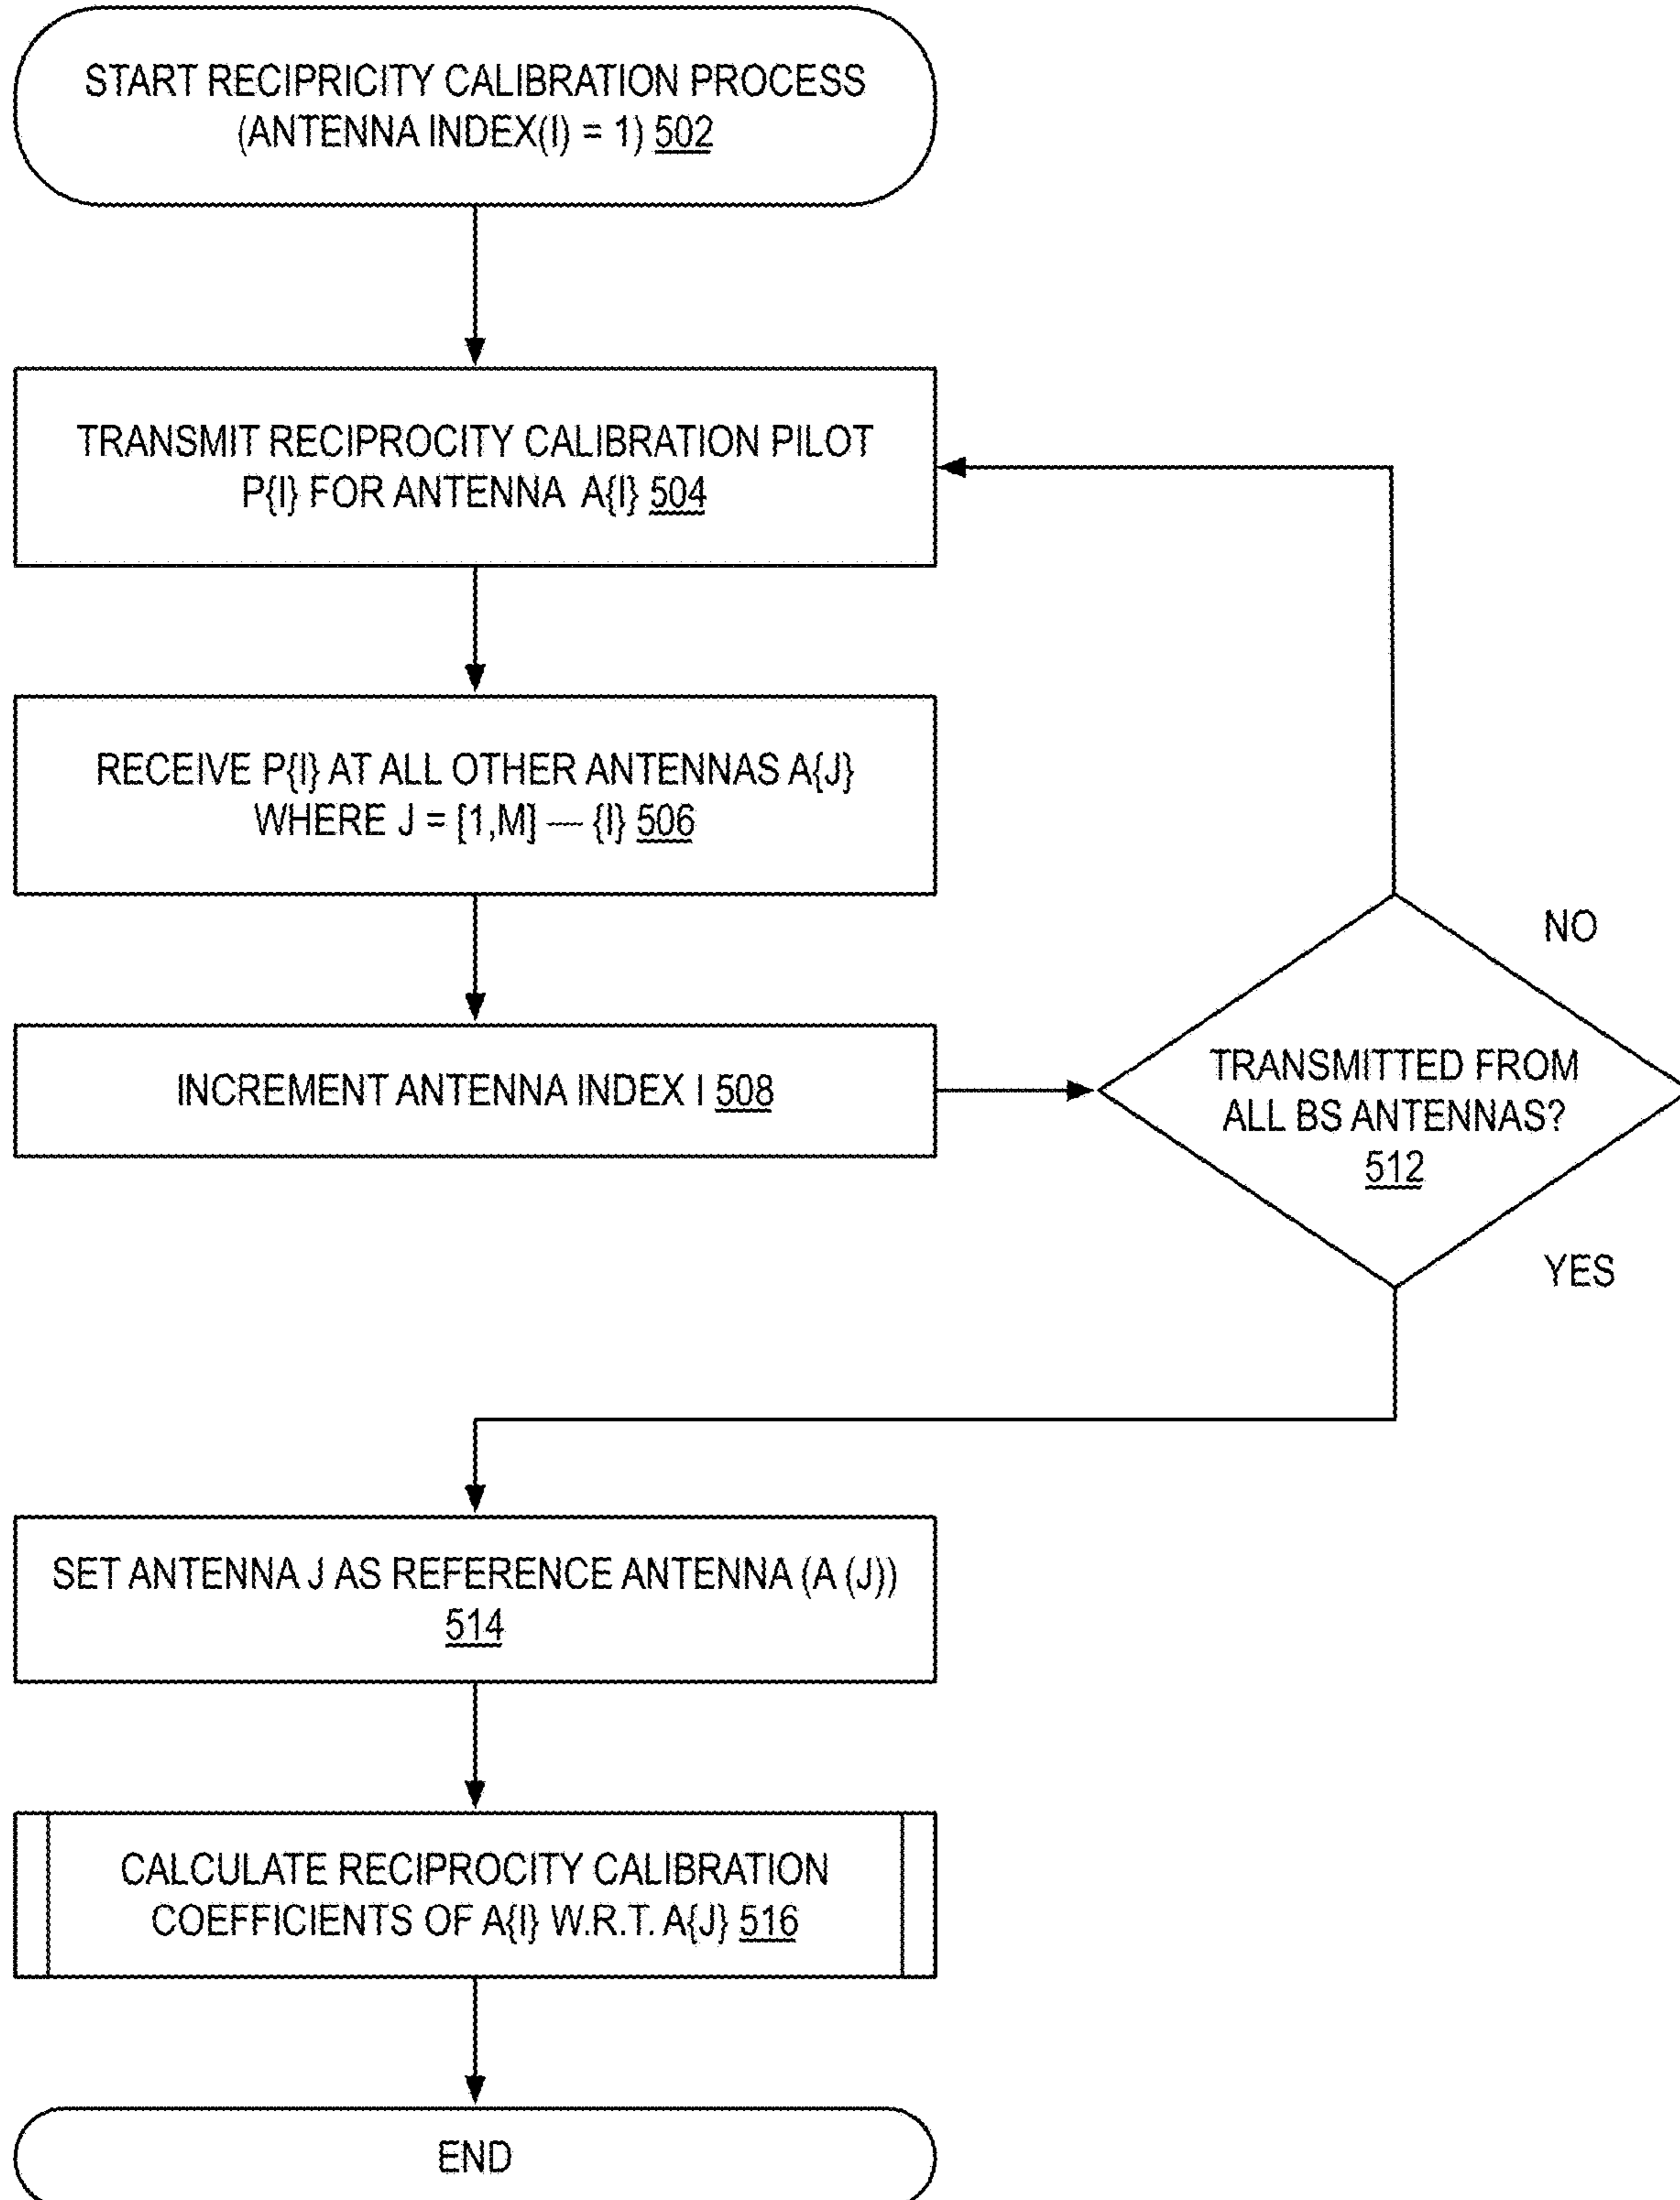 START RECIPRICITY CALIBRATION PROCESS
(ANTENNA INDEX(I) = 1) 502
TRANSMIT RECIPROCITY CALIBRATION PILOT
P{I} FOR ANTENNA A{I} 504
RECEIVE P{I} AT ALL OTHER ANTENNAS A{J}
WHERE J = [1,M] — {I} 506
INCREMENT ANTENNA INDEX I 508
NO
TRANSMITTED FROM
ALL BS ANTENNAS?
512
YES
SET ANTENNA J AS REFERENCE ANTENNA (A (J))
514
CALCULATE RECIPROCITY CALIBRATION
COEFFICIENTS OF A{I} W.R.T. A{J} 516
END